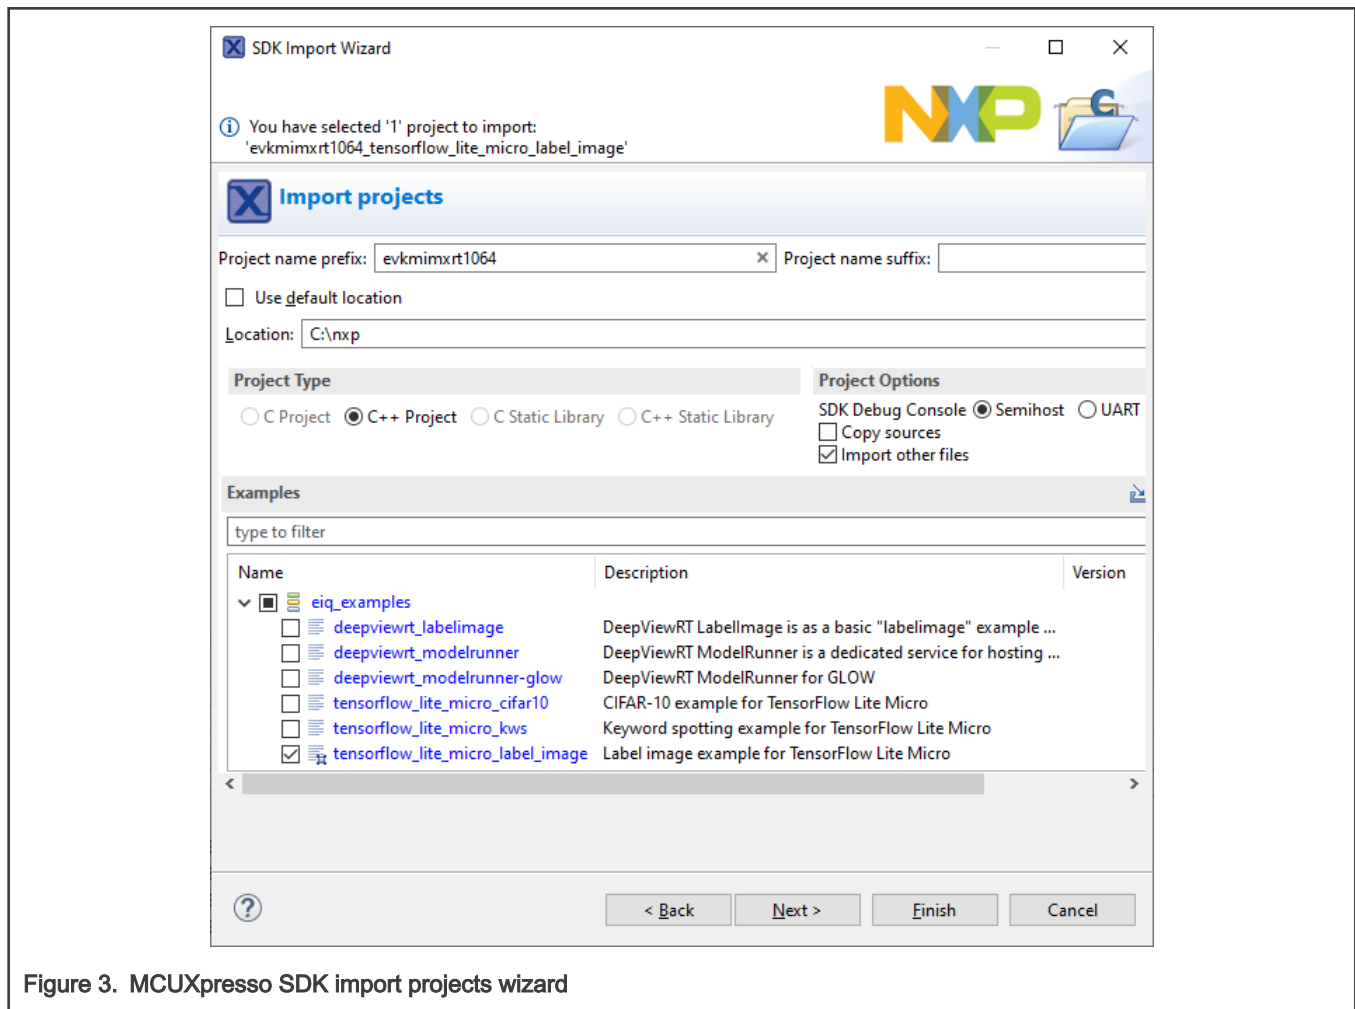 SDK Import Wizard
NXP
C
You have selected '1' project to import:
'evkmimxrt1064_tensorflow_lite_micro_label_image'
X Import projects
Project name prefix: evkmimxrt1064 Project name suffix:
Use default location
Location: C:\nxp
Project Type Project Options
C Project C++ Project C Static Library C++ Static Library SDK Debug Console Semihost UART
Copy sources
Import other files
Examples
type to filter
Name Description Version
eiq_examples
deepviewrt_labelimage DeepViewRT LabelImage is as a basic "labelimage" example ...
deepviewrt_modelrunner DeepViewRT ModelRunner is a dedicated service for hosting ...
deepviewrt_modelrunner-glow DeepViewRT ModelRunner for GLOW
tensorflow_lite_micro_cifar10 CIFAR-10 example for TensorFlow Lite Micro
tensorflow_lite_micro_kws Keyword spotting example for TensorFlow Lite Micro
tensorflow_lite_micro_label_image Label image example for TensorFlow Lite Micro
? < Back Next > Finish Cancel
Figure 3. MCUXpresso SDK import projects wizard